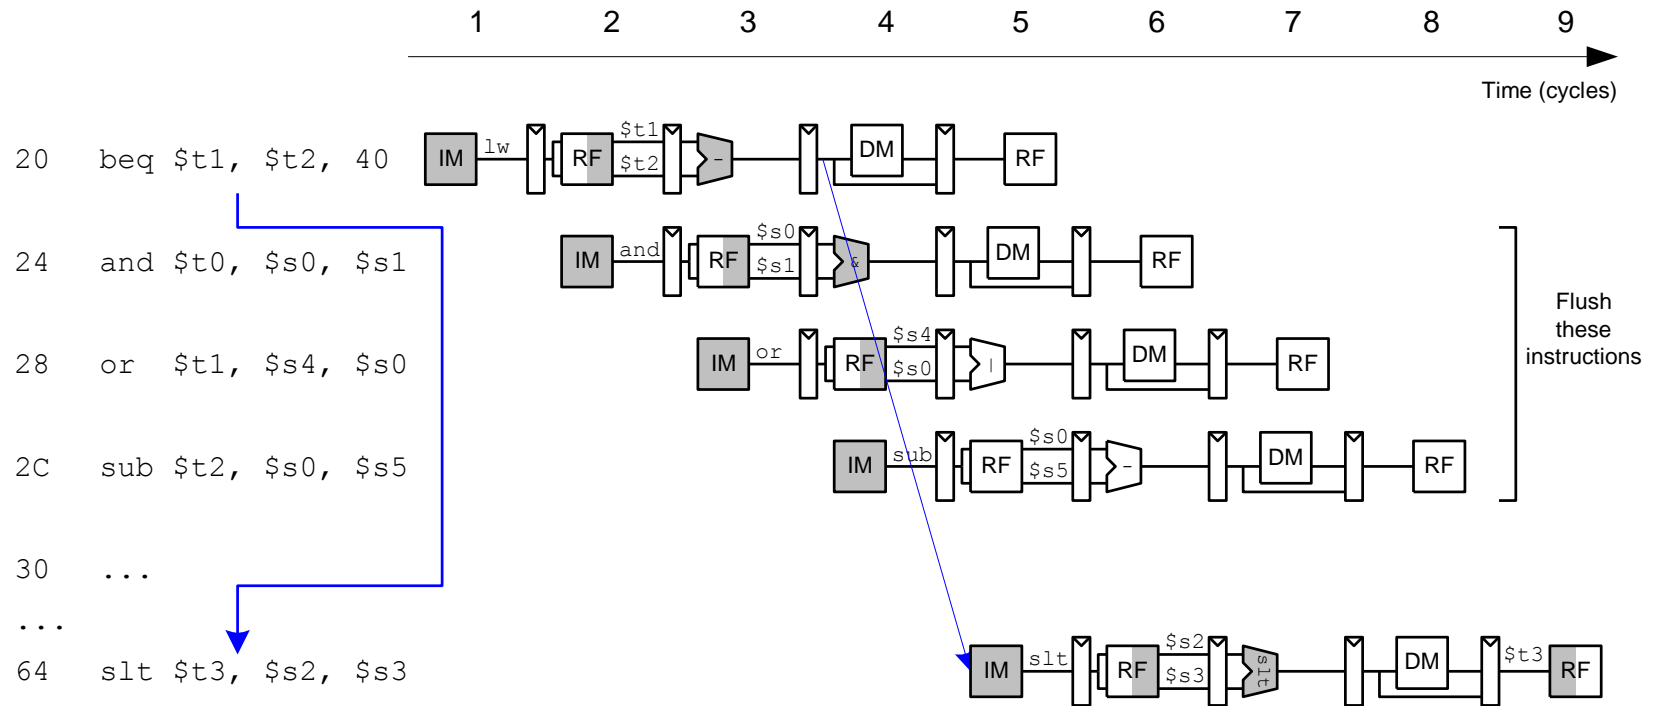 1 2 3 4 5 6 7 8 9
Time (cycles)
20 beq $t1, $t2, 40 IM lw RF $t1 $t2 - DM RF
24 and $t0, $s0, $s1 IM and RF $s0 $s1 & DM RF
28 or $t1, $s4, $s0 IM or RF $s4 $s0 | DM RF
2C sub $t2, $s0, $s5 IM sub RF $s0 $s5 - DM RF
Flush
these
instructions
30 ...
...
64 slt $t3, $s2, $s3 IM slt RF $s2 $s3 slt DM $t3 RF